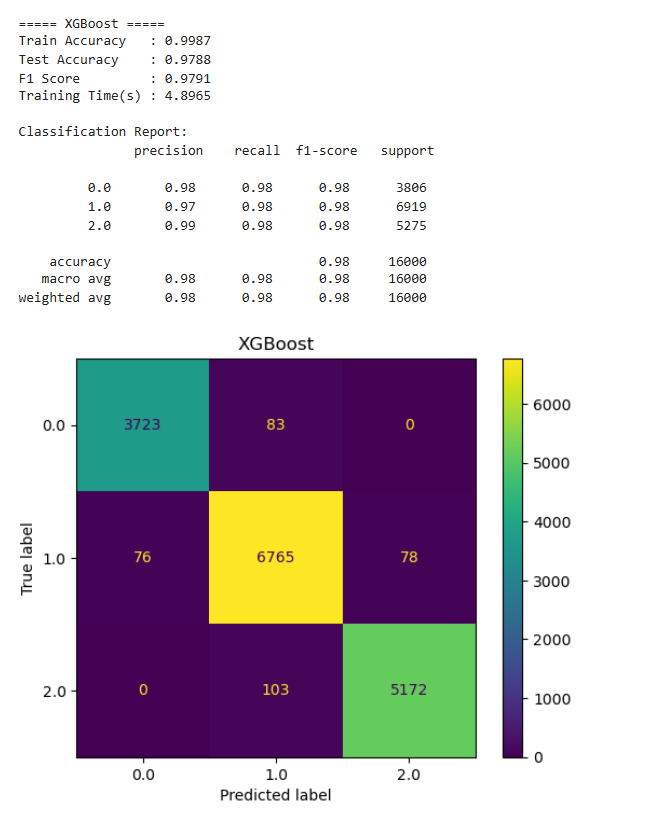 ===== XGBoost =====
Train Accuracy   : 0.9987
Test Accuracy    : 0.9788
F1 Score         : 0.9791
Training Time(s) : 4.8965
Classification Report:
precision    recall  f1-score   support
0.0       0.98      0.98      0.98      3806
1.0       0.97      0.98      0.98      6919
2.0       0.99      0.98      0.98      5275
accuracy                           0.98     16000
macro avg       0.98      0.98      0.98     16000
weighted avg       0.98      0.98      0.98     16000
XGBoost
0.0 3723 83 0
1.0 76 6765 78
2.0 0 103 5172
0.0 1.0 2.0
Predicted label
True label
6000
5000
4000
3000
2000
1000
0